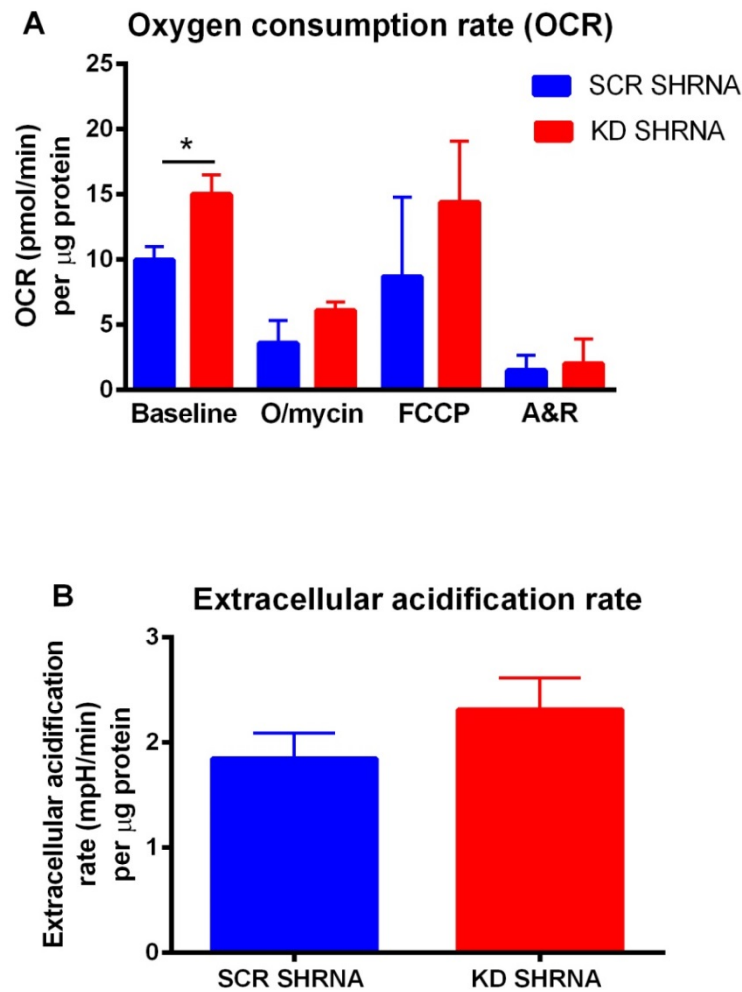 A Oxygen consumption rate (OCR)
25
20
15
10
5
0
OCR (pmol/min)
per μg protein
SCR SHRNA
KD SHRNA
*
Baseline O/mycin FCCP A&R
B Extracellular acidification rate
3
2
1
0
Extracellular acidification
rate (mpH/min)
per μg protein
SCR SHRNA KD SHRNA